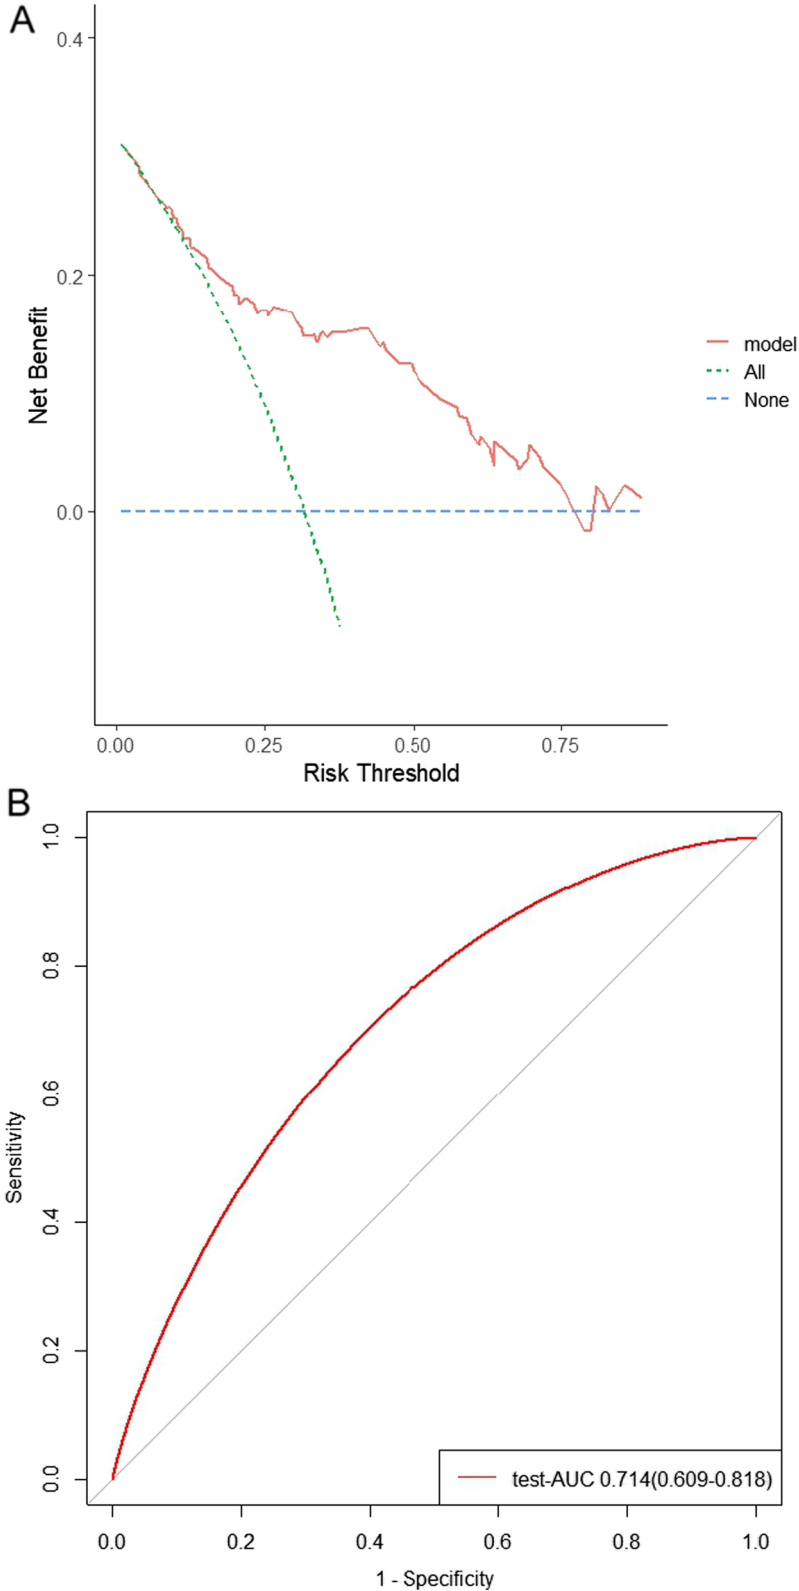 A
0.4
0.2
0.0
Net Benefit
model
All
None
0.00 0.25 0.50 0.75
Risk Threshold
B
1.0
0.8
0.6
0.4
0.2
0.0
Sensitivity
test-AUC 0.714(0.609-0.818)
0.0 0.2 0.4 0.6 0.8 1.0
1 - Specificity